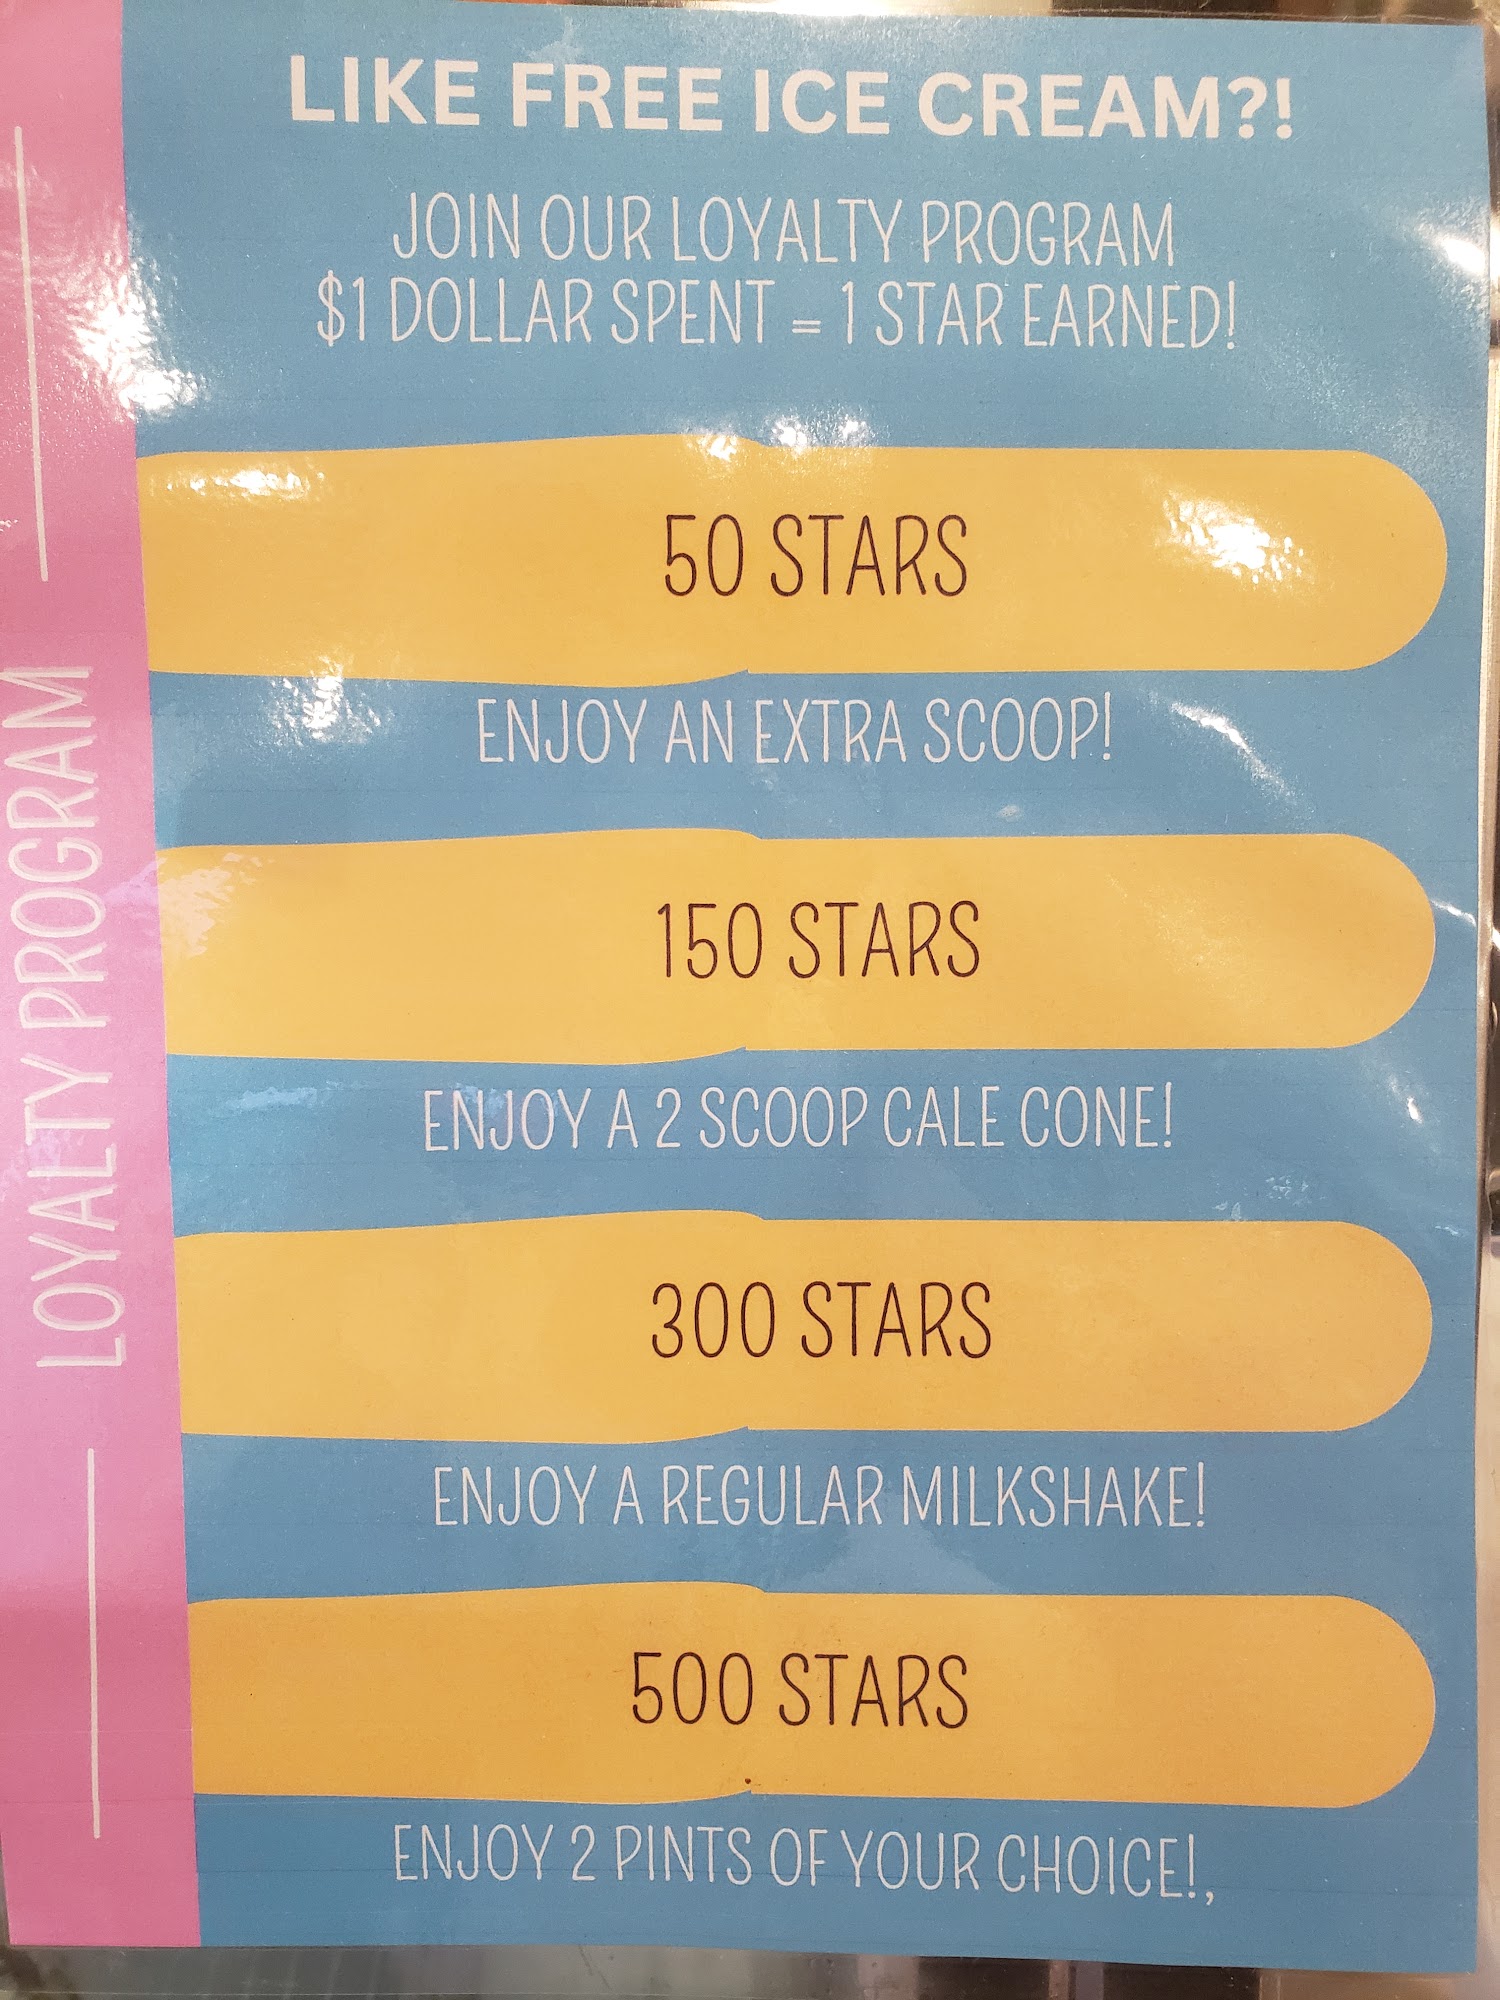 LIKE FREE ICE CREAM?!
JOIN OUR LOYALTY PROGRAM
$1 DOLLAR SPENT = 1 STAR EARNED!
50 STARS
ENJOY AN EXTRA SCOOP!
150 STARS
ENJOY A 2 SCOOP CALE CONE!
300 STARS
ENJOY A REGULAR MILKSHAKE!
500 STARS
ENJOY 2 PINTS OF YOUR CHOICE!,
LOYALTY PROGRAM